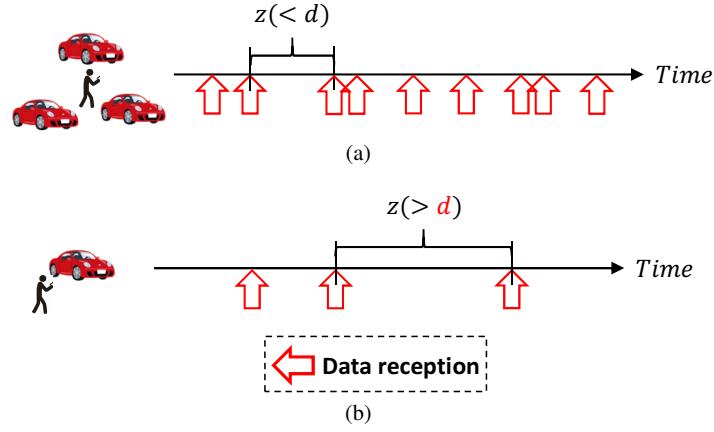 z(< d)
Time
(a)
z(> d)
Time
Data reception
(b)